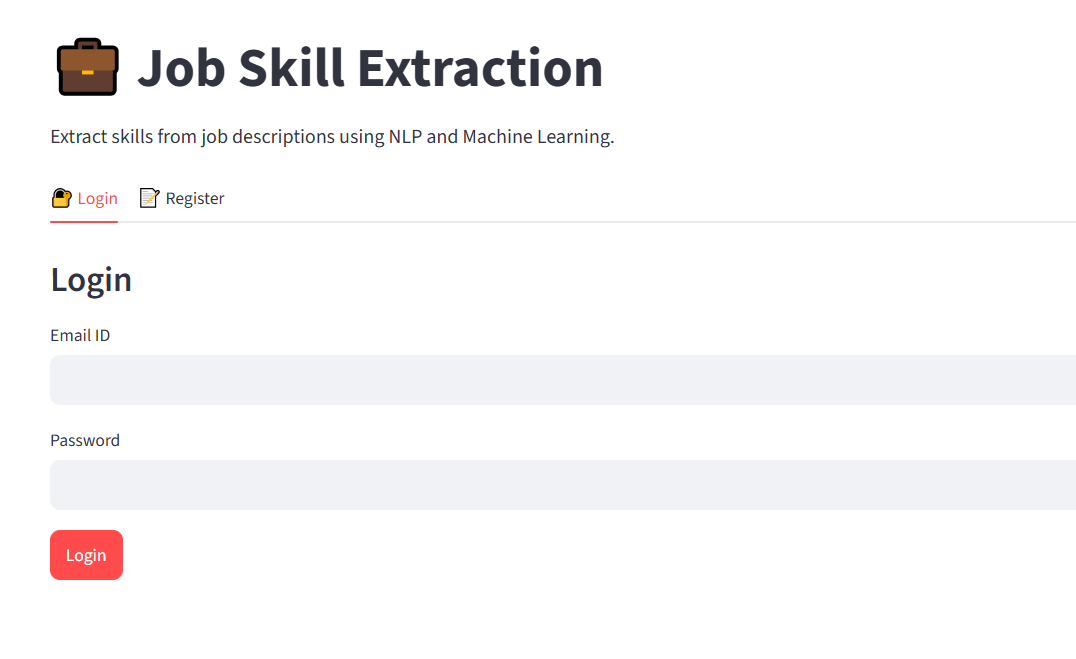 Job Skill Extraction
Extract skills from job descriptions using NLP and Machine Learning.
Login Register
Login
Email ID
Password
Login